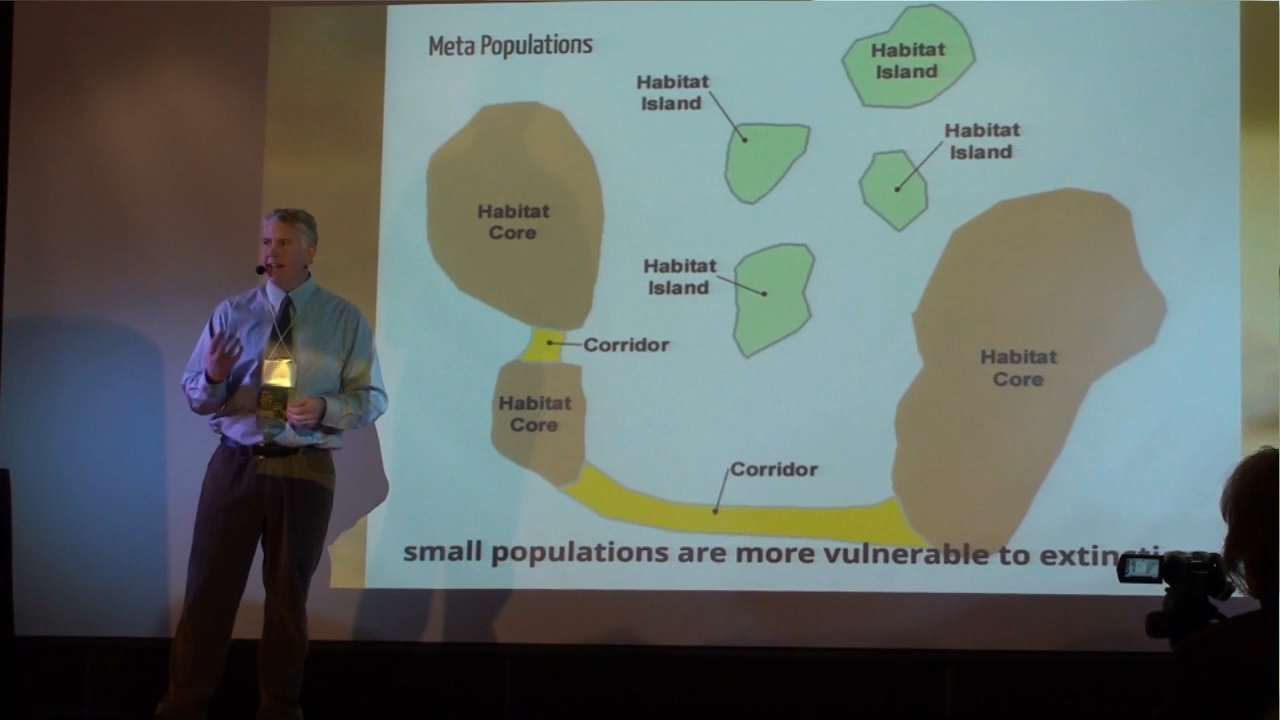 Meta Populations
Habitat
Island
Habitat
Island
Habitat
Island
Habitat
Core
Habitat
Island
Corridor
Habitat
Core
Habitat
Core
Corridor
small populations are more vulnerable to